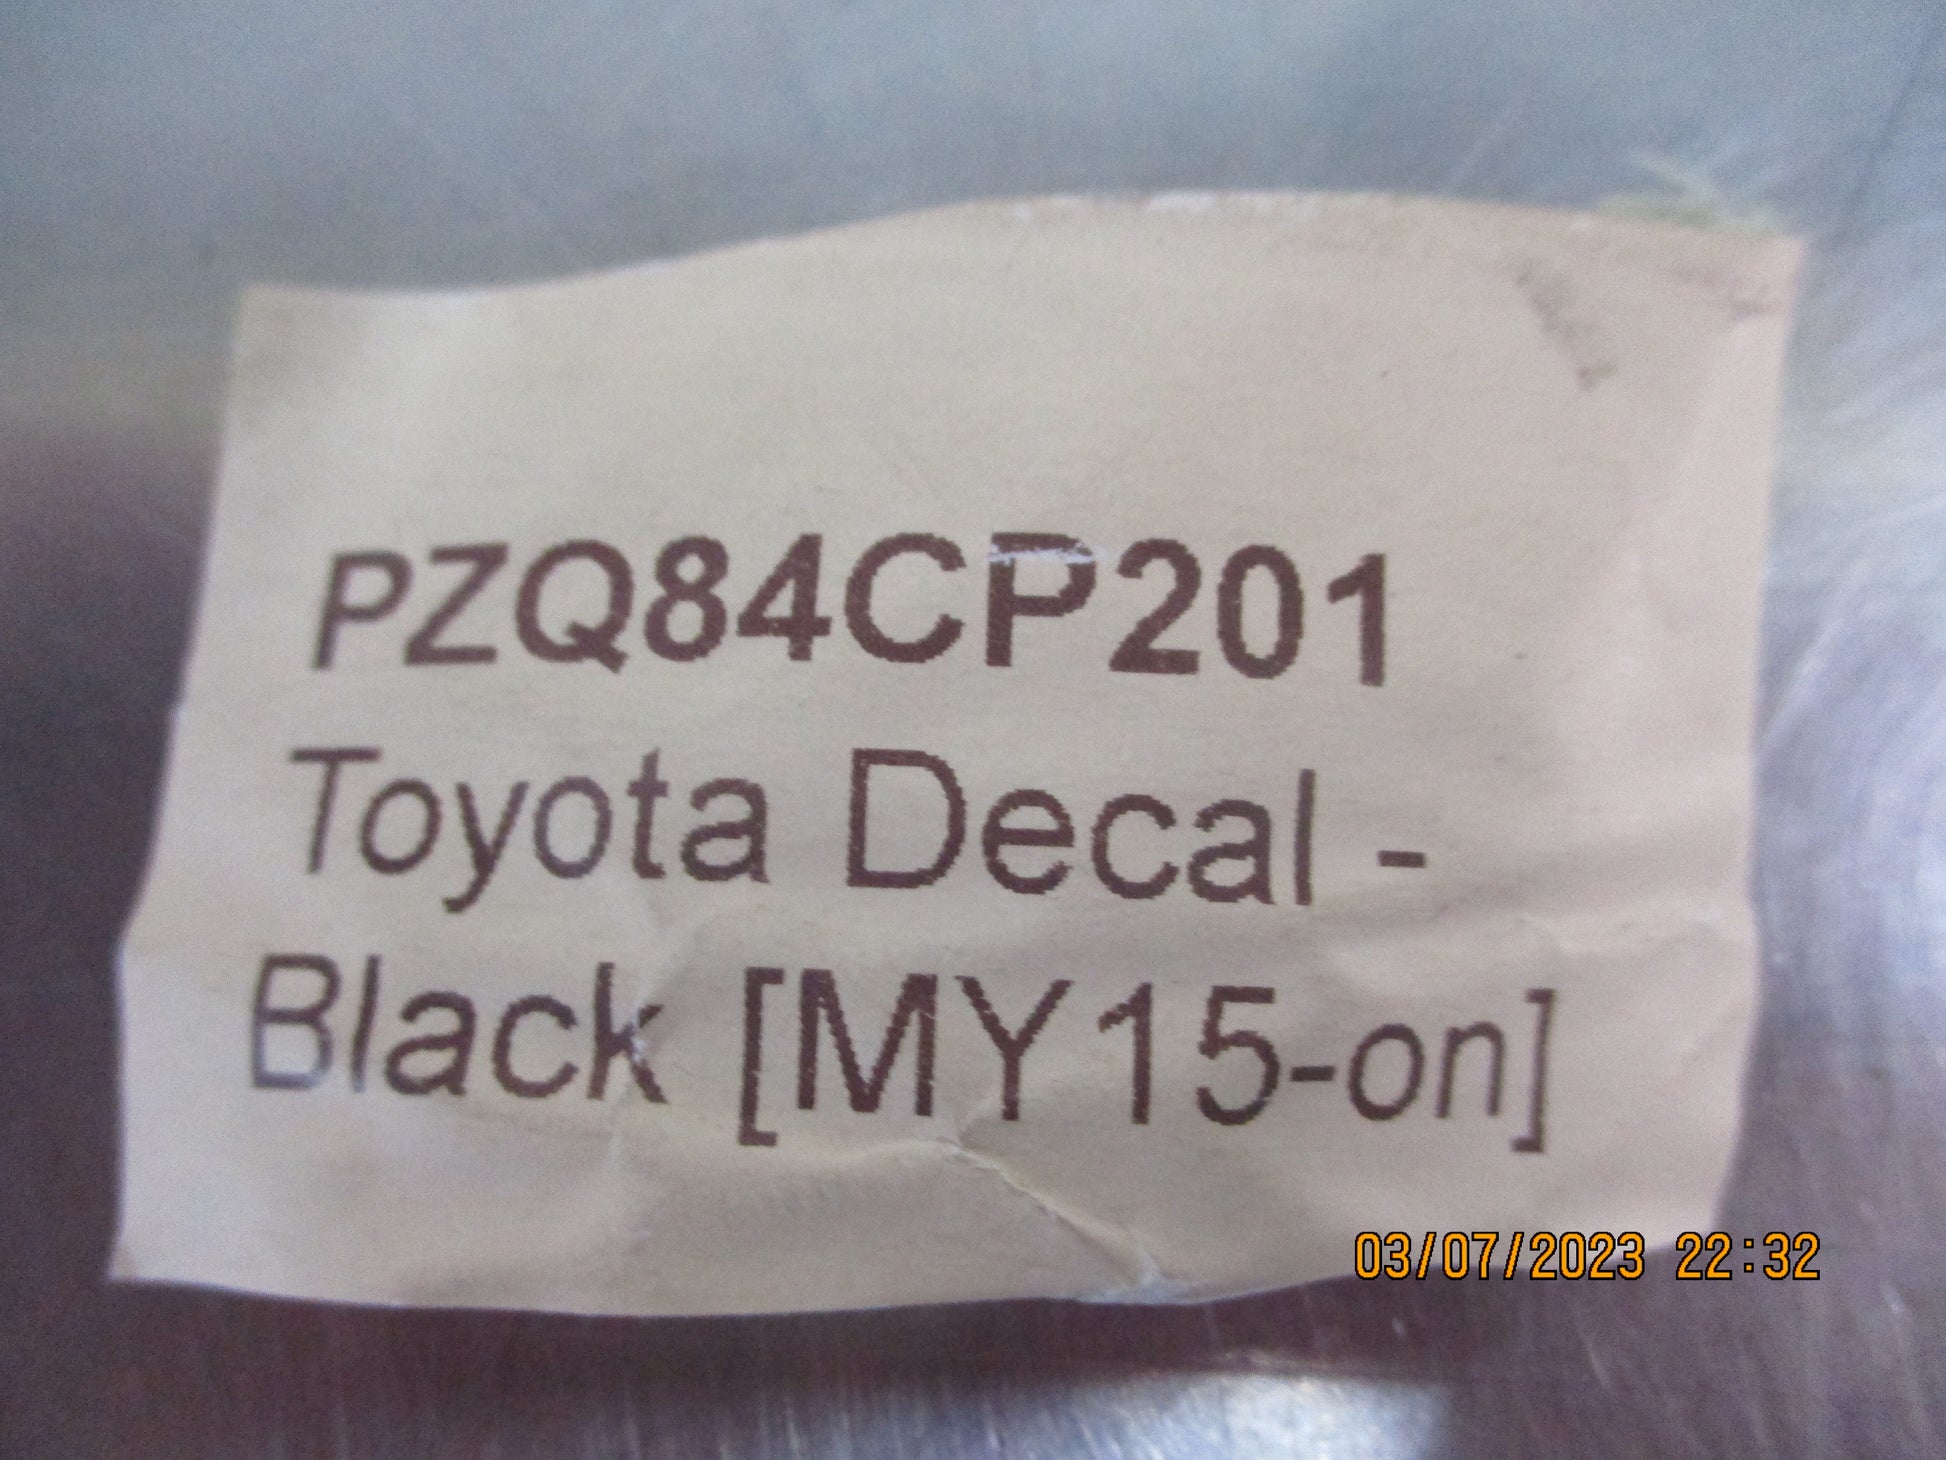 PZQ84CP201
Toyota Decal -
Black [MY15-on]
03/07/2023 22:32